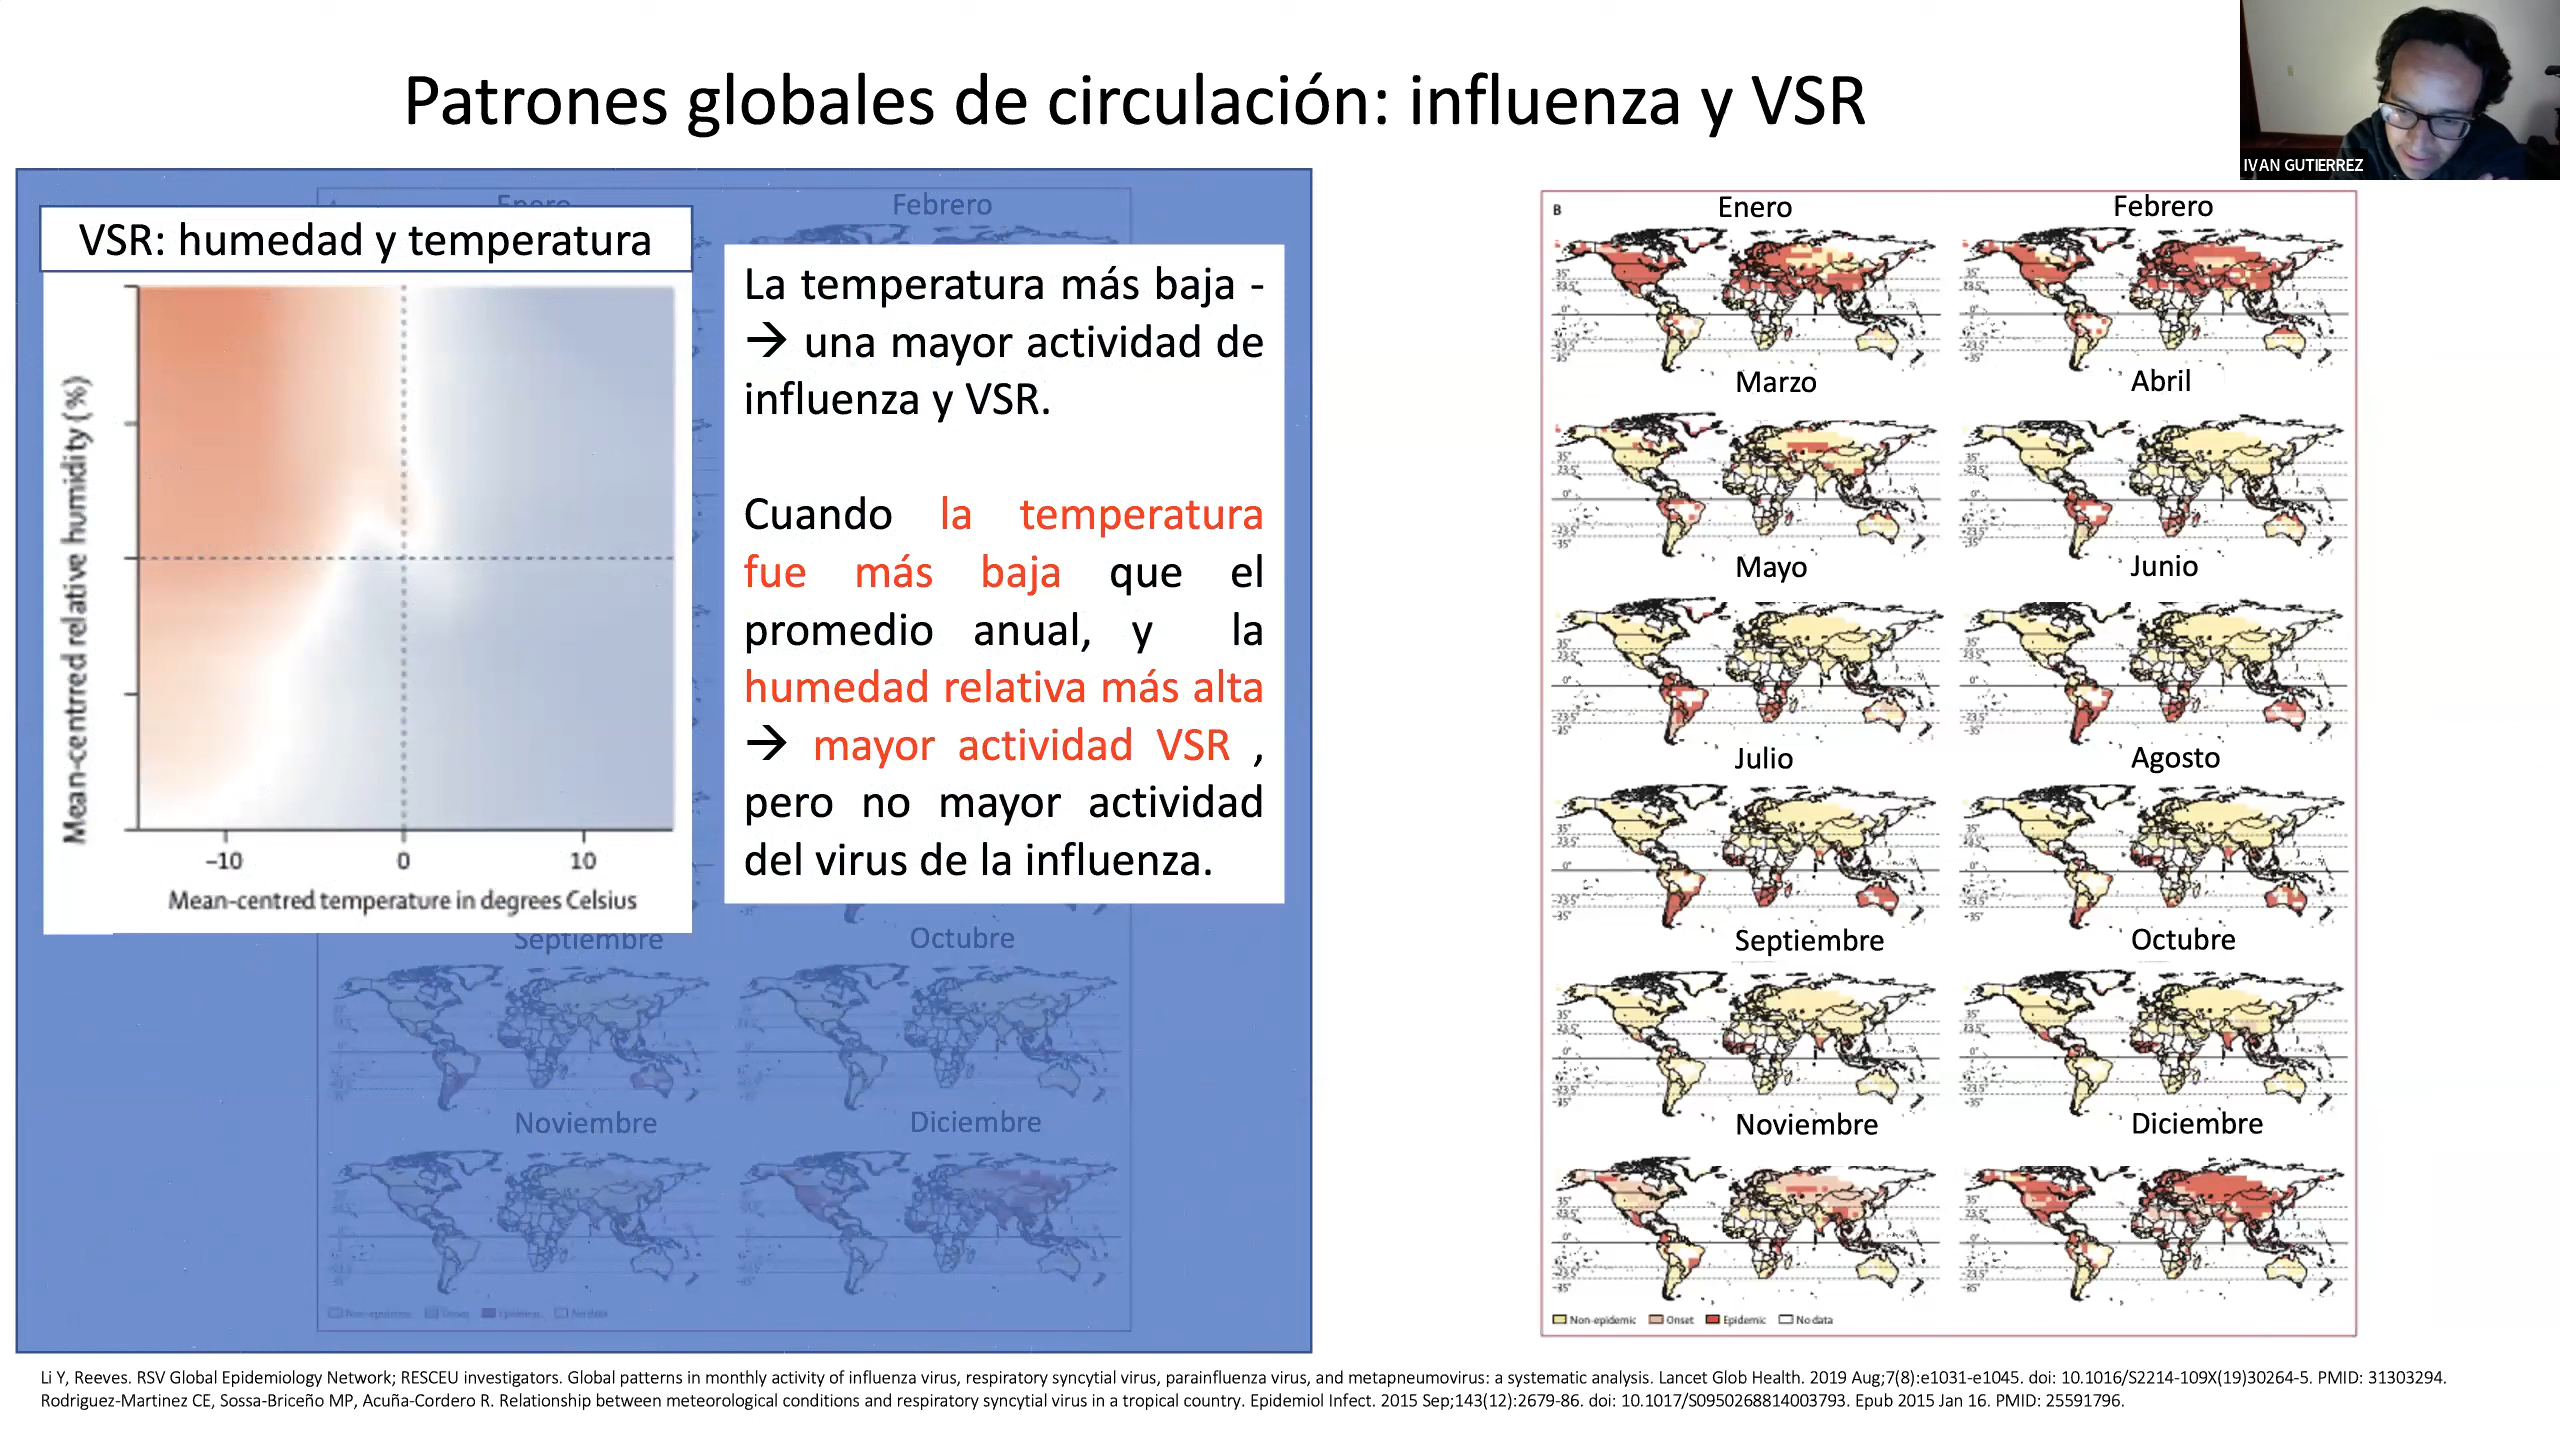 Patrones globales de circulación: influenza y VSR
IVAN GUTIERREZ
Enero
Febrero
VSR: humedad y temperatura
Mean-centred relative humidity (%)
-10
0
10
Mean-centred temperature in degrees Celsius
La temperatura más baja -
→ una mayor actividad de
influenza y VSR.
Cuando la temperatura
fue más baja que el
promedio anual, y la
humedad relativa más alta
→ mayor actividad VSR ,
pero no mayor actividad
del virus de la influenza.
Septiembre
Octubre
Noviembre
Diciembre
Non-epidemic Onset Epidemic No data
B
Enero
Febrero
Marzo
Abril
Mayo
Junio
Julio
Agosto
Septiembre
Octubre
Noviembre
Diciembre
Non-epidemic Onset Epidemic No data
Li Y, Reeves. RSV Global Epidemiology Network; RESCEU investigators. Global patterns in monthly activity of influenza virus, respiratory syncytial virus, parainfluenza virus, and metapneumovirus: a systematic analysis. Lancet Glob Health. 2019 Aug;7(8):e1031-e1045. doi: 10.1016/S2214-109X(19)30264-5. PMID: 31303294.
Rodriguez-Martinez CE, Sossa-Briceño MP, Acuña-Cordero R. Relationship between meteorological conditions and respiratory syncytial virus in a tropical country. Epidemiol Infect. 2015 Sep;143(12):2679-86. doi: 10.1017/S0950268814003793. Epub 2015 Jan 16. PMID: 25591796.